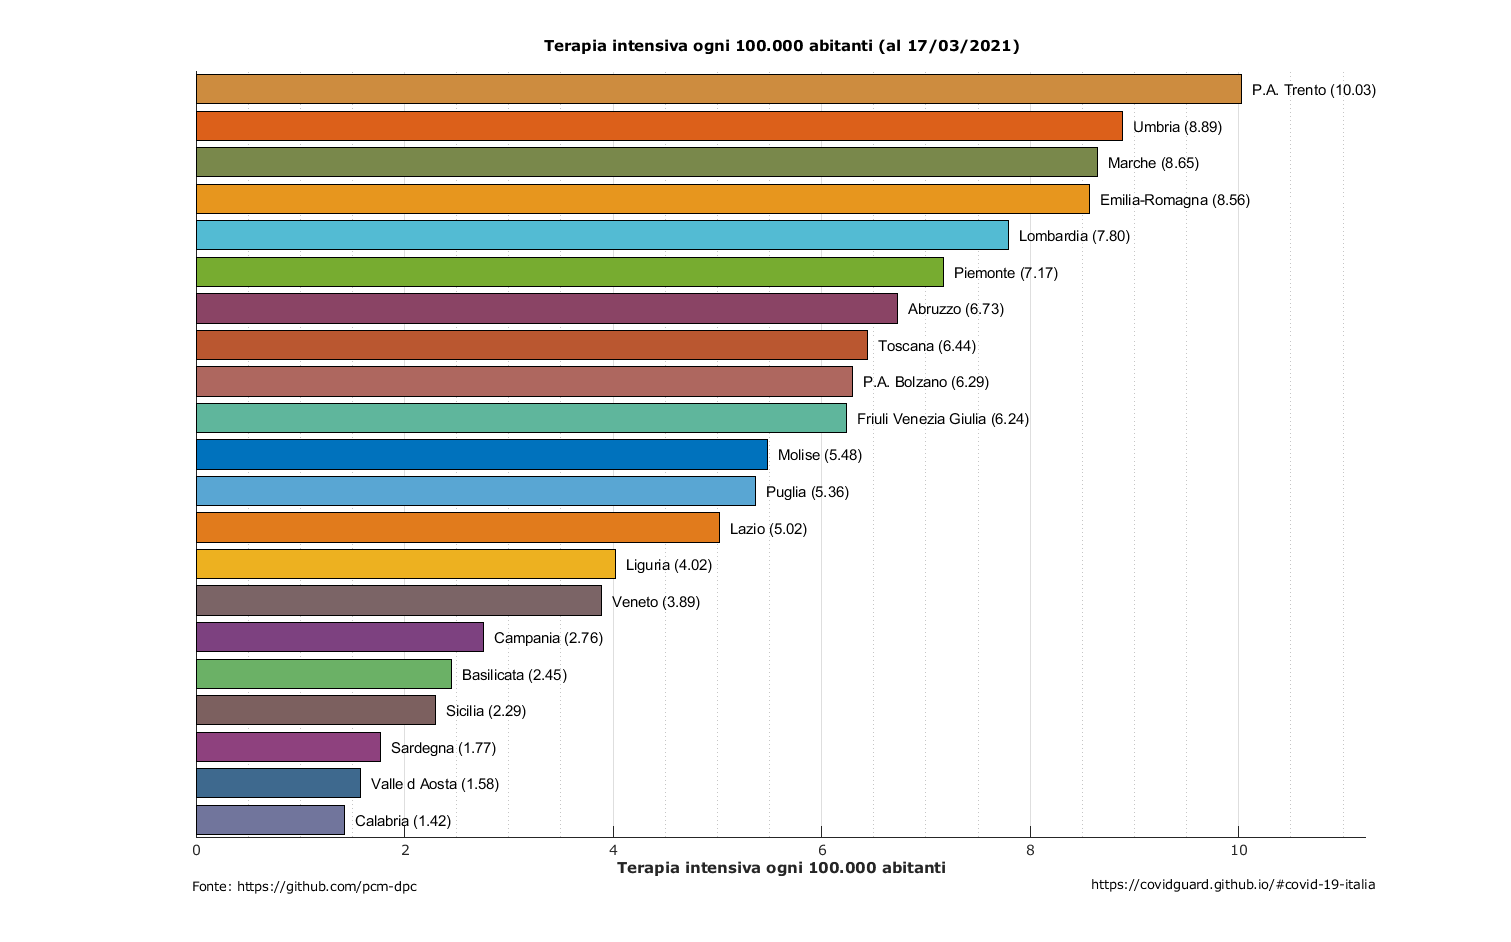 Terapia intensiva ogni 100.000 abitanti (al 17/03/2021)
P.A. Trento (10.03)
Umbria (8.89)
Marche (8.65)
Emilia-Romagna (8.56)
Lombardia (7.80)
Piemonte (7.17)
Abruzzo (6.73)
Toscana (6.44)
P.A. Bolzano (6.29)
Friuli Venezia Giulia (6.24)
Molise (5.48)
Puglia (5.36)
Lazio (5.02)
Liguria (4.02)
Veneto (3.89)
Campania (2.76)
Basilicata (2.45)
Sicilia (2.29)
Sardegna (1.77)
Valle d Aosta (1.58)
Calabria (1.42)
0 2 4 6 8 10
Terapia intensiva ogni 100.000 abitanti
Fonte: https://github.com/pcm-dpc
https://covidguard.github.io/#covid-19-italia